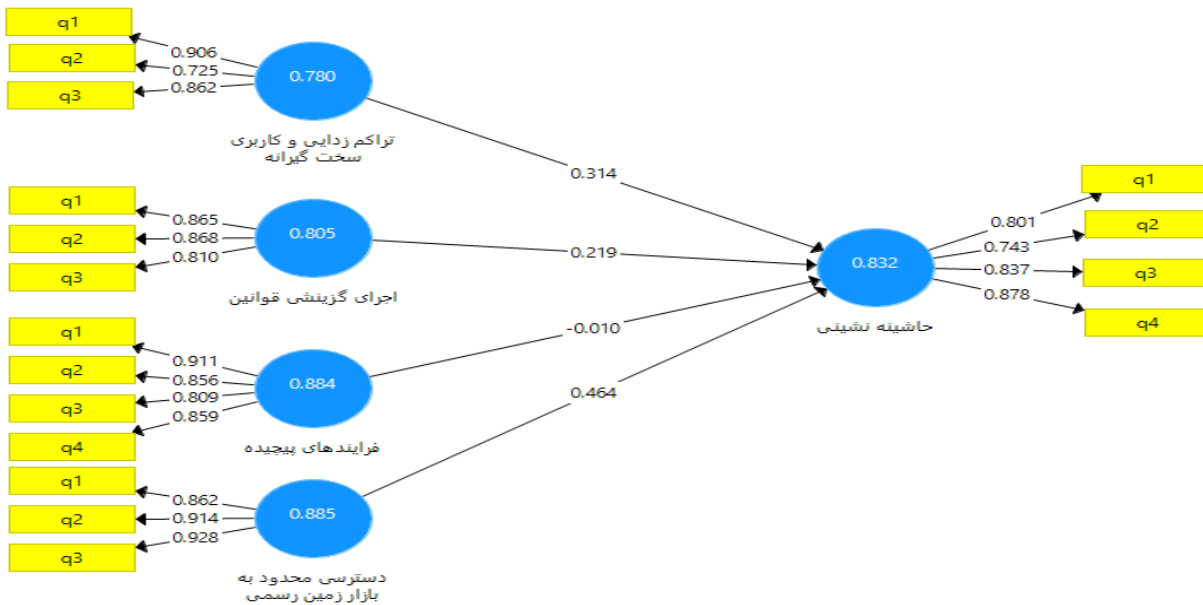 q1
q2
q3
0.906
0.725
0.862
0.780
تراکم زدایی و کاربری
سخت گیرانه
0.314
q1
q2
q3
0.865
0.868
0.810
0.805
اجرای گزینشی قوانین
0.219
q1
q2
q3
q4
0.911
0.856
0.809
0.859
0.884
فرایندهای پیچیده
-0.010
q1
q2
q3
0.862
0.914
0.928
0.885
دسترسی محدود به
بازار زمین رسمی
0.464
0.832
حاشینه نشینی
0.801
0.743
0.837
0.878
q1
q2
q3
q4